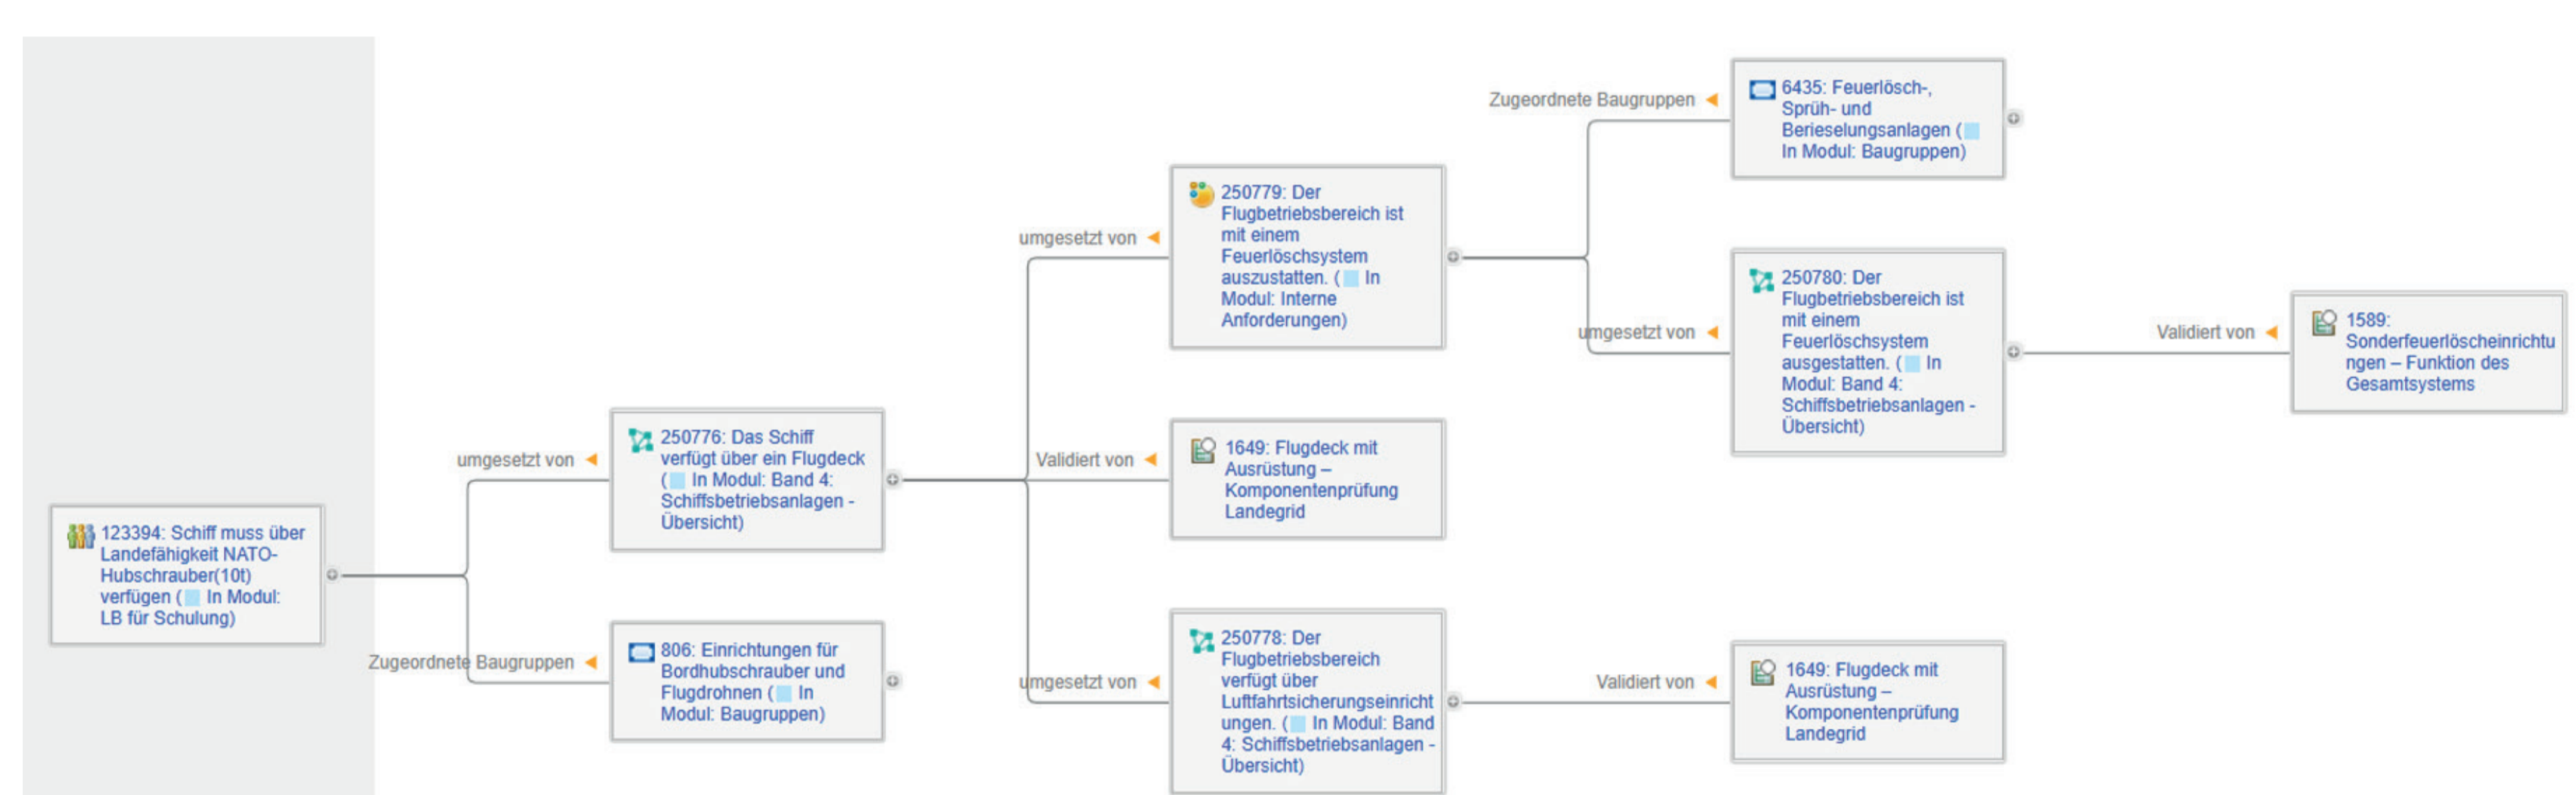 123394: Schiff muss über
Landefähigkeit NATO-
Hubschrauber(10t)
verfügen ( In Modul:
LB für Schulung)
umgesetzt von
250776: Das Schiff
verfügt über ein Flugdeck
( In Modul: Band 4:
Schiffsbetriebsanlagen -
Übersicht)
Zugeordnete Baugruppen
806: Einrichtungen für
Bordhubschrauber und
Flugdrohnen ( In
Modul: Baugruppen)
umgesetzt von
250779: Der
Flugbetriebsbereich ist
mit einem
Feuerlöschsystem
auszustatten. ( In
Modul: Interne
Anforderungen)
Validiert von
1649: Flugdeck mit
Ausrüstung –
Komponentenprüfung
Landegrid
umgesetzt von
250778: Der
Flugbetriebsbereich
verfügt über
Luftfahrtsicherungseinricht
ungen. ( In Modul: Band
4: Schiffsbetriebsanlagen -
Übersicht)
Zugeordnete Baugruppen
6435: Feuerlösch-,
Sprüh- und
Berieselungsanlagen (
In Modul: Baugruppen)
umgesetzt von
250780: Der
Flugbetriebsbereich ist
mit einem
Feuerlöschsystem
ausgestatten. ( In
Modul: Band 4:
Schiffsbetriebsanlagen -
Übersicht)
Validiert von
1649: Flugdeck mit
Ausrüstung –
Komponentenprüfung
Landegrid
Validiert von
1589:
Sonderfeuerlöscheinrichtu
ngen – Funktion des
Gesamtsystems